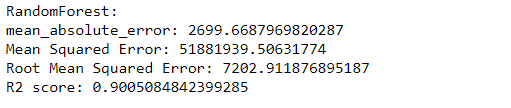 RandomForest:
mean_absolute_error: 2699.6687969820287
Mean Squared Error: 51881939.50631774
Root Mean Squared Error: 7202.911876895187
R2 score: 0.9005084842399285